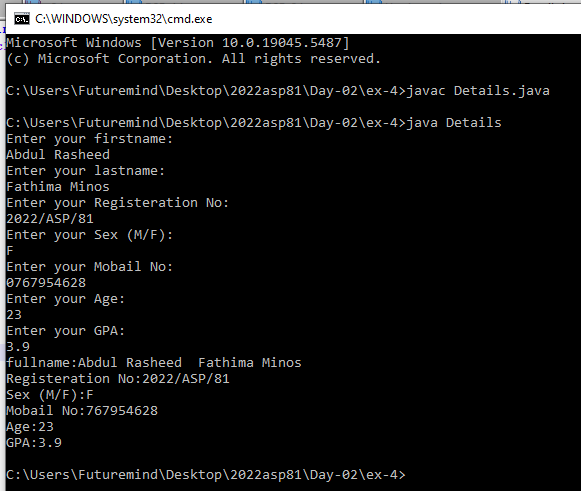 C:\WINDOWS\system32\cmd.exe
Microsoft Windows [Version 10.0.19045.5487]
(c) Microsoft Corporation. All rights reserved.
C:\Users\Futuremind\Desktop\2022asp81\Day-02\ex-4>javac Details.java
C:\Users\Futuremind\Desktop\2022asp81\Day-02\ex-4>java Details
Enter your firstname:
Abdul Rasheed
Enter your lastname:
Fathima Minos
Enter your Registeration No:
2022/ASP/81
Enter your Sex (M/F):
F
Enter your Mobail No:
0767954628
Enter your Age:
23
Enter your GPA:
3.9
fullname:Abdul Rasheed  Fathima Minos
Registeration No:2022/ASP/81
Sex (M/F):F
Mobail No:767954628
Age:23
GPA:3.9
C:\Users\Futuremind\Desktop\2022asp81\Day-02\ex-4>